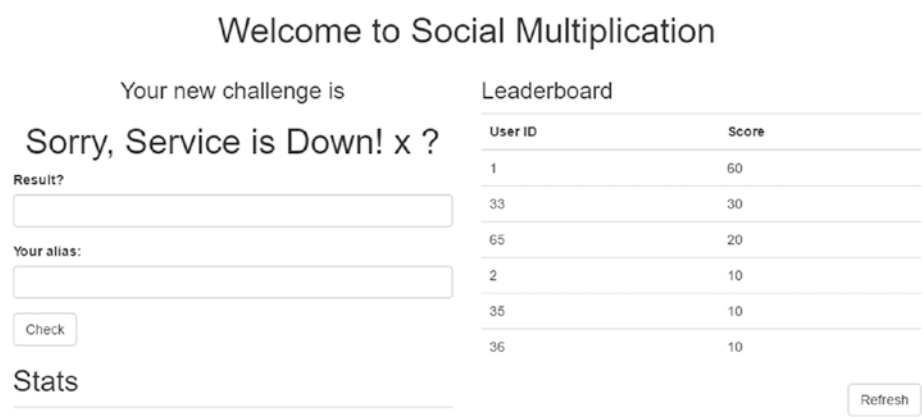 Welcome to Social Multiplication
Your new challenge is
Sorry, Service is Down! x ?
Result?
Your alias:
Check
Stats
Leaderboard
User ID Score
1 60
33 30
65 20
2 10
35 10
36 10
Refresh